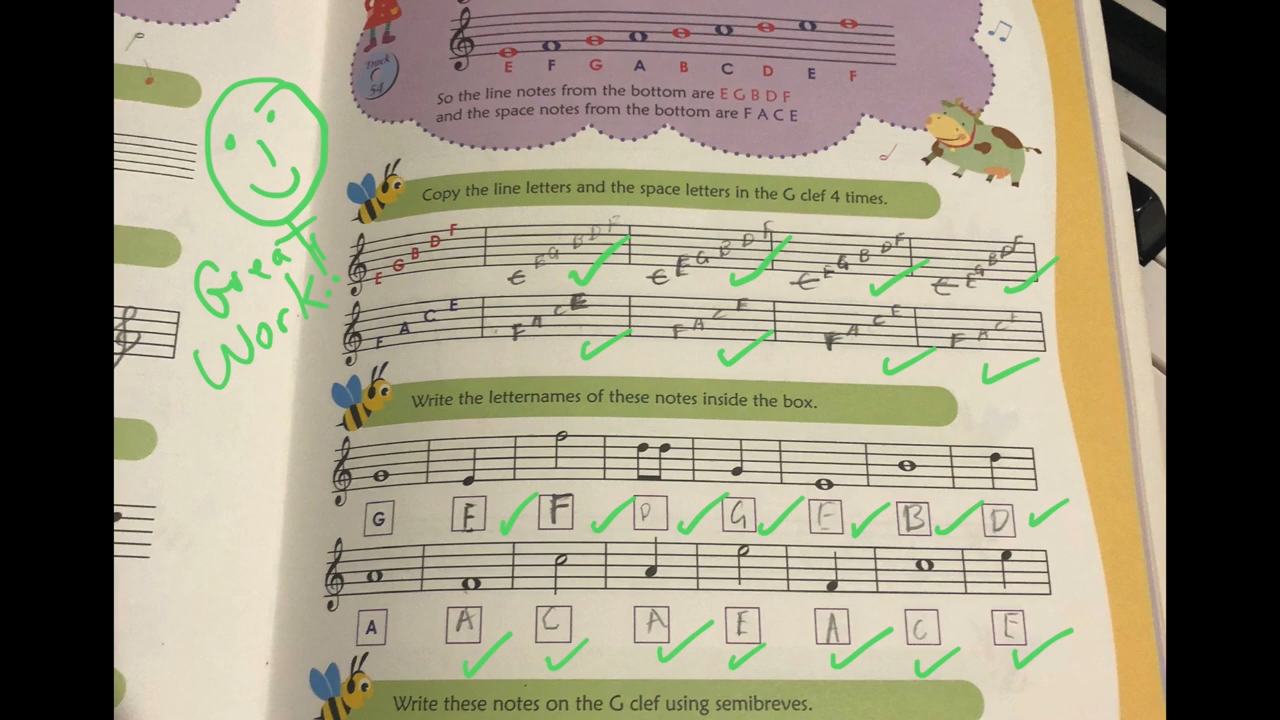 Track
C
54
E F G A B C D E F
So the line notes from the bottom are E G B D F
and the space notes from the bottom are F A C E
Great
Work!!
Copy the line letters and the space letters in the G clef 4 times.
E G B D F E G B D F E G B D F E G B D F E G B D F
F A C E F A C E F A C E F A C E F A C E
Write the letternames of these notes inside the box.
G E F D G E B D
A A C A E A C E
Write these notes on the G clef using semibreves.